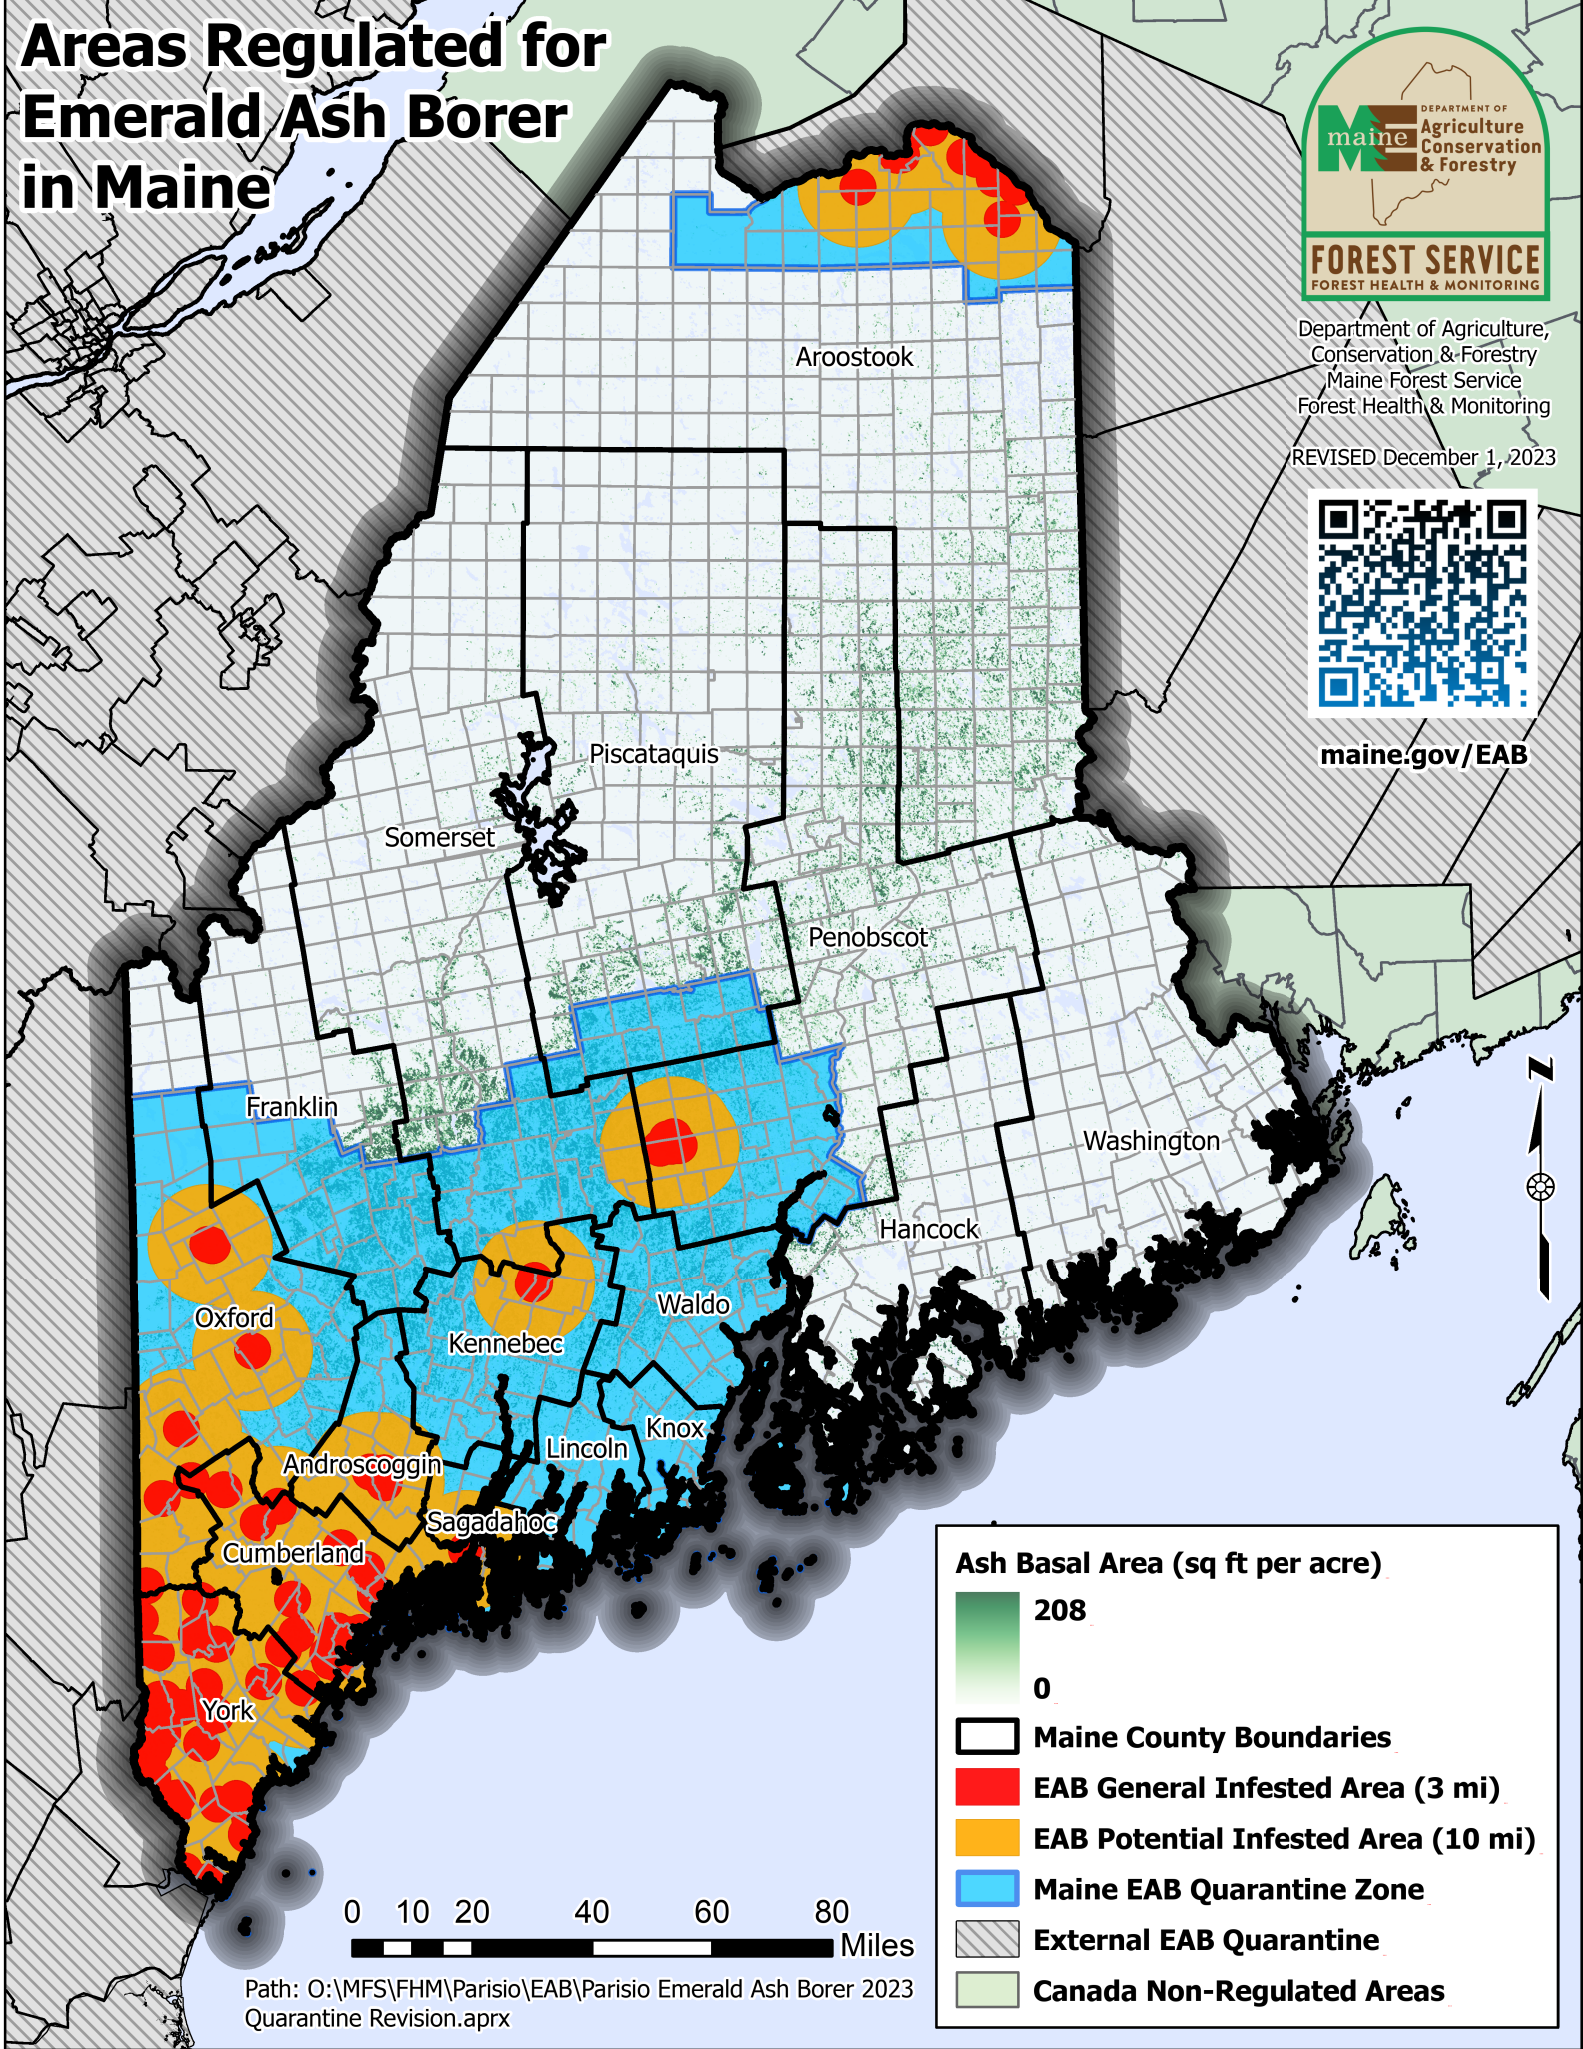 Areas Regulated for
Emerald Ash Borer
in Maine
DEPARTMENT OF
maine
Agriculture
Conservation
& Forestry
FOREST SERVICE
FOREST HEALTH & MONITORING
Department of Agriculture,
Conservation & Forestry
Maine Forest Service
Forest Health & Monitoring
REVISED December 1, 2023
maine.gov/EAB
Aroostook
Piscataquis
Somerset
Penobscot
Franklin
Washington
Hancock
Oxford
Waldo
Kennebec
Knox
Lincoln
Androscoggin
Sagadahoc
Cumberland
York
N
Ash Basal Area (sq ft per acre)
208
0
Maine County Boundaries
EAB General Infested Area (3 mi)
EAB Potential Infested Area (10 mi)
Maine EAB Quarantine Zone
External EAB Quarantine
Canada Non-Regulated Areas
0 10 20 40 60 80
Miles
Path: O:\MFS\FHM\Parisio\EAB\Parisio Emerald Ash Borer 2023
Quarantine Revision.aprx